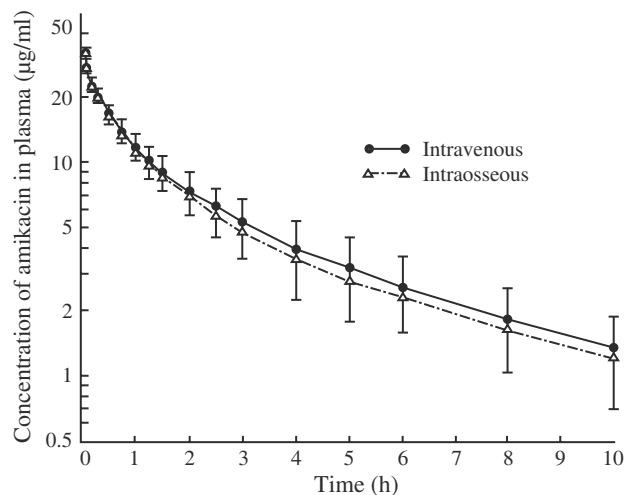 Concentration of amikacin in plasma (μg/ml)
50
20
10
5
2
1
0.5
Intravenous
Intraosseous
0 1 2 3 4 5 6 7 8 9 10
Time (h)